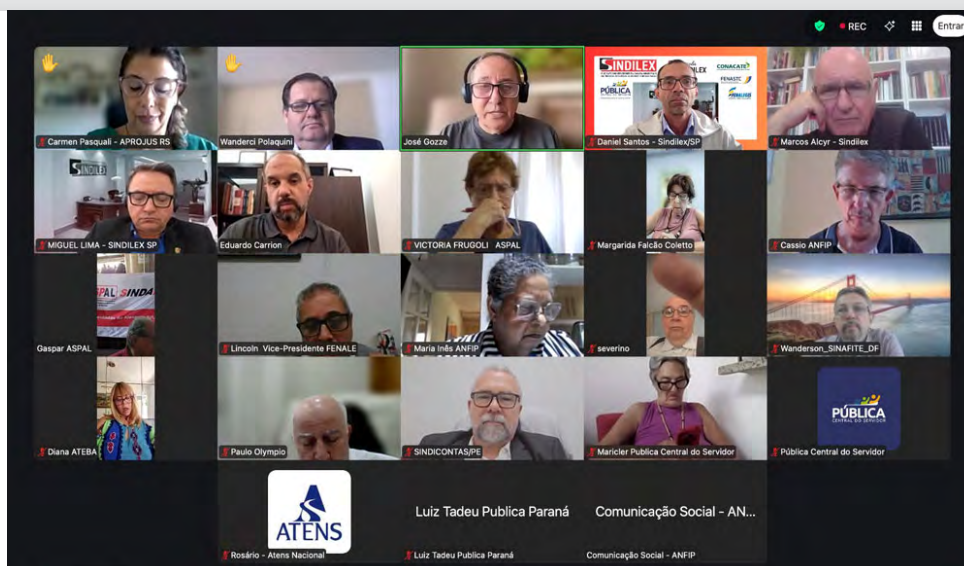 REC
Entrar
Carmen Pasquali - APROJUS RS
Wanderci Polaquini
José Gozze
SINDILEX
SINDILEX
CONACATE
FENASTC
PÚBLICA
Daniel Santos - Sindilex/SP
Marcos Alcyr - Sindilex
SINDILEX
MIGUEL LIMA - SINDILEX SP
Eduardo Carrion
VICTORIA FRUGOLI ASPAL
Margarida Falcão Coletto
Cassio ANFIP
SPAL SINDA
Gaspar ASPAL
Lincoln Vice-Presidente FENALE
Maria Inês ANFIP
severino
Wanderson_SINAFITE_DF
Diana ATEBA
Paulo Olympio
SINDICONTAS/PE
Maricler Publica Central do Servidor
PÚBLICA
CENTRAL DO SERVIDOR
Pública Central do Servidor
ATENS
Rosário - Atens Nacional
Luiz Tadeu Publica Paraná
Luiz Tadeu Publica Paraná
Comunicação Social - AN...
Comunicação Social - ANFIP